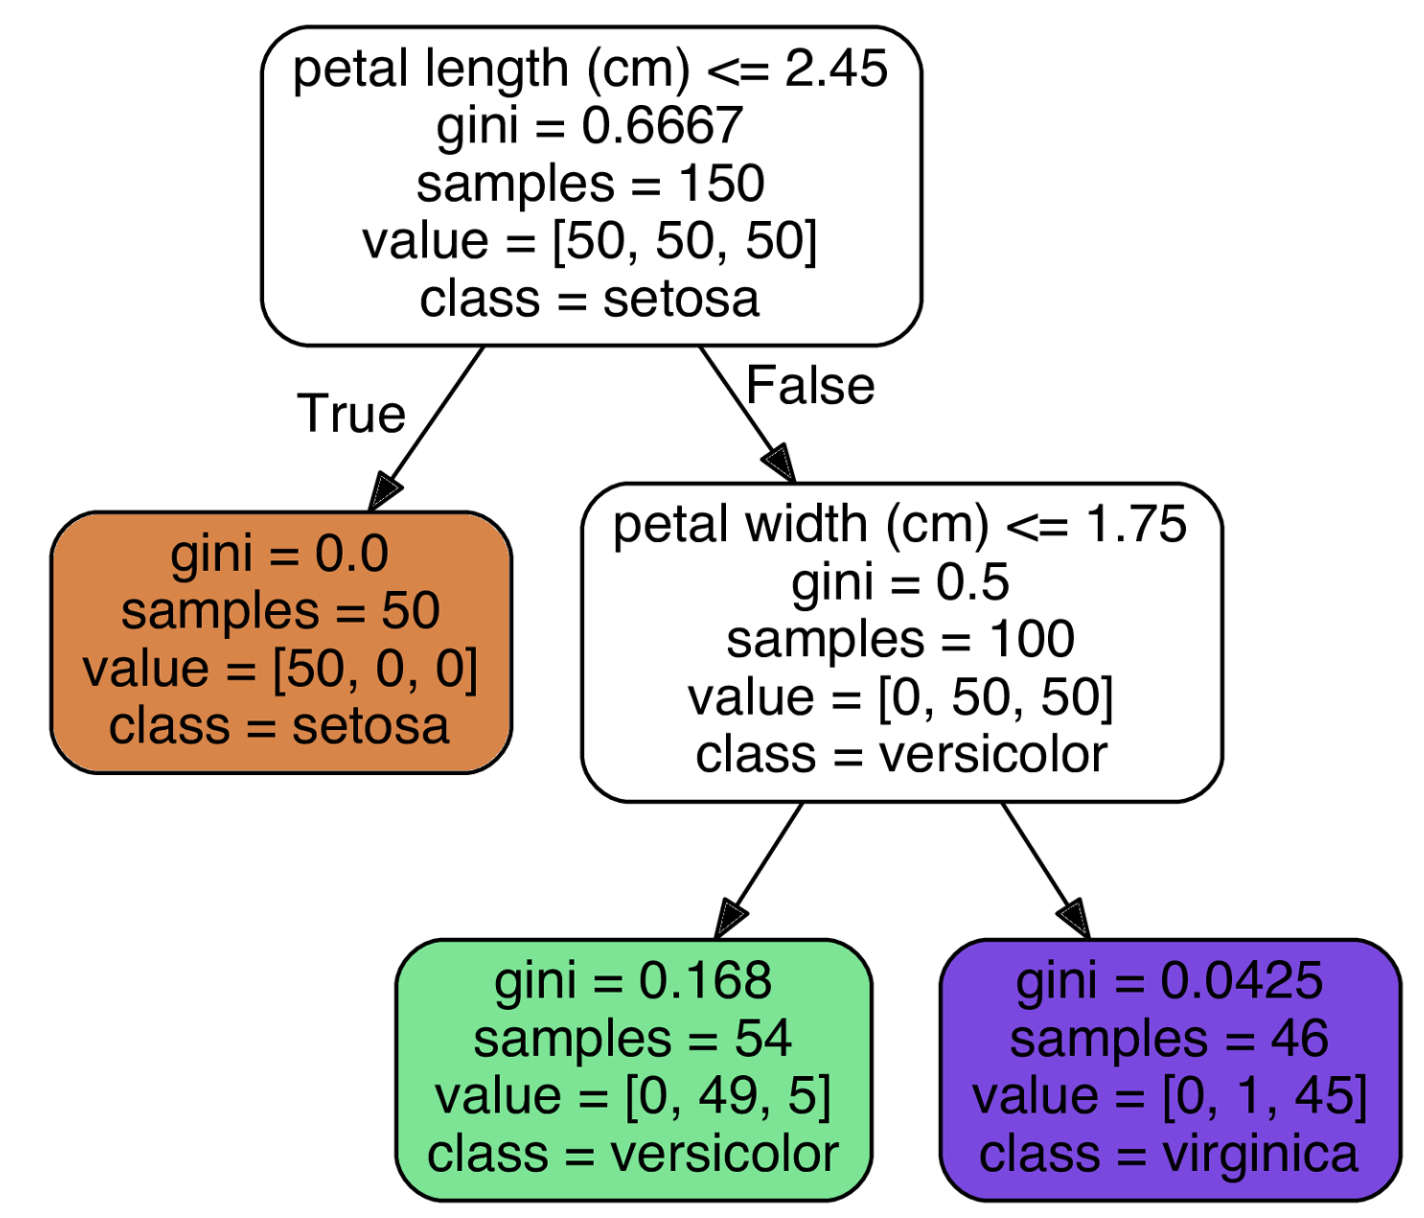 petal length (cm) <= 2.45
gini = 0.6667
samples = 150
value = [50, 50, 50]
class = setosa
True
False
gini = 0.0
samples = 50
value = [50, 0, 0]
class = setosa
petal width (cm) <= 1.75
gini = 0.5
samples = 100
value = [0, 50, 50]
class = versicolor
gini = 0.168
samples = 54
value = [0, 49, 5]
class = versicolor
gini = 0.0425
samples = 46
value = [0, 1, 45]
class = virginica